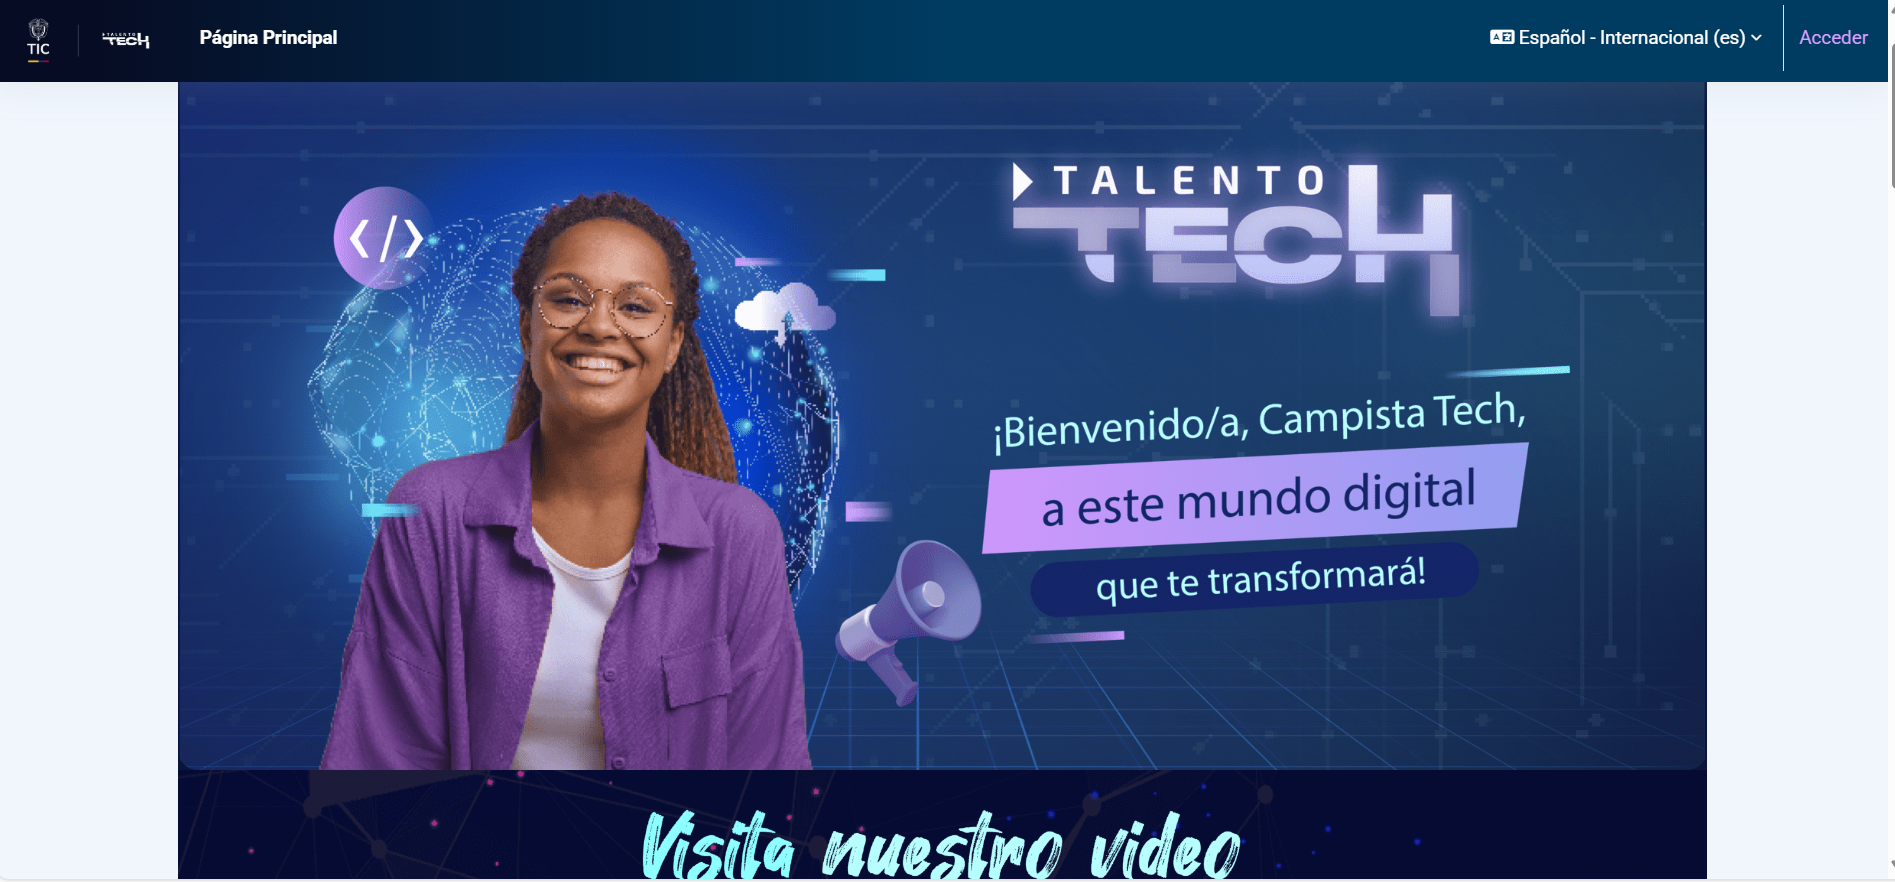 TIC
TALENTO
TECH
Página Principal
Español - Internacional (es)
Acceder
</>
TALENTO
TECH
¡Bienvenido/a, Campista Tech,
a este mundo digital
que te transformará!
Visita nuestro video